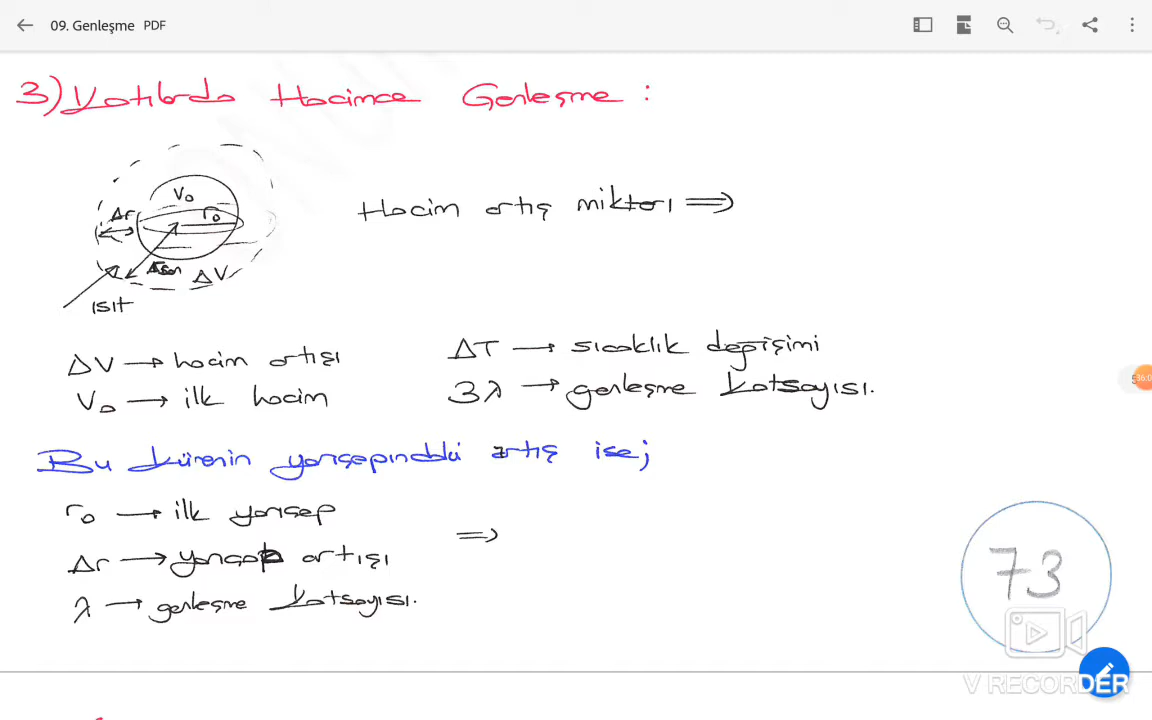 09. Genleşme PDF
3) Katılarda Hacimce Genleşme :
V₀
Δr
r₀
rson
ΔV
ısıt
Hacim artış miktarı ⇒
ΔV → hacim artışı
V₀ → ilk hacim
ΔT → sıcaklık değişimi
3λ → genleşme katsayısı.
Bu kürenin yarıçapındaki artış ise;
r₀ → ilk yarıçap
Δr → yarıçap artışı
⇒
λ → genleşme katsayısı.
73
V RECORDER